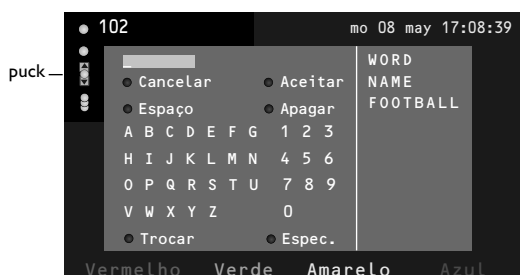 102 mo 08 may 17:08:39
puck
_
Cancelar Aceitar
Espaço Apagar
A B C D E F G 1 2 3
H I J K L M N 4 5 6
O P Q R S T U 7 8 9
V W X Y Z 0
Trocar Espec.
WORD
NAME
FOOTBALL
Vermelho Verde Amarelo Azul